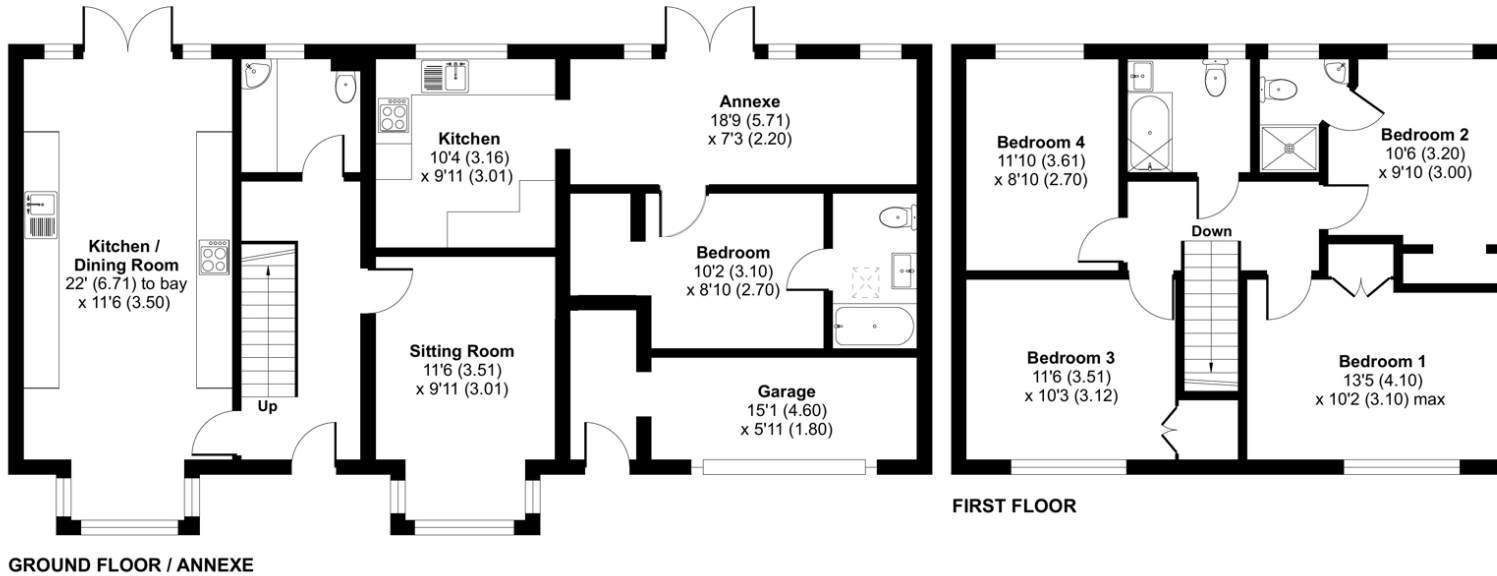 Kitchen /
Dining Room
22' (6.71) to bay
x 11'6 (3.50)
Up
Kitchen
10'4 (3.16)
x 9'11 (3.01)
Sitting Room
11'6 (3.51)
x 9'11 (3.01)
Annexe
18'9 (5.71)
x 7'3 (2.20)
Bedroom
10'2 (3.10)
x 8'10 (2.70)
Garage
15'1 (4.60)
x 5'11 (1.80)
GROUND FLOOR / ANNEXE
Bedroom 4
11'10 (3.61)
x 8'10 (2.70)
Bedroom 2
10'6 (3.20)
x 9'10 (3.00)
Down
Bedroom 3
11'6 (3.51)
x 10'3 (3.12)
Bedroom 1
13'5 (4.10)
x 10'2 (3.10) max
FIRST FLOOR